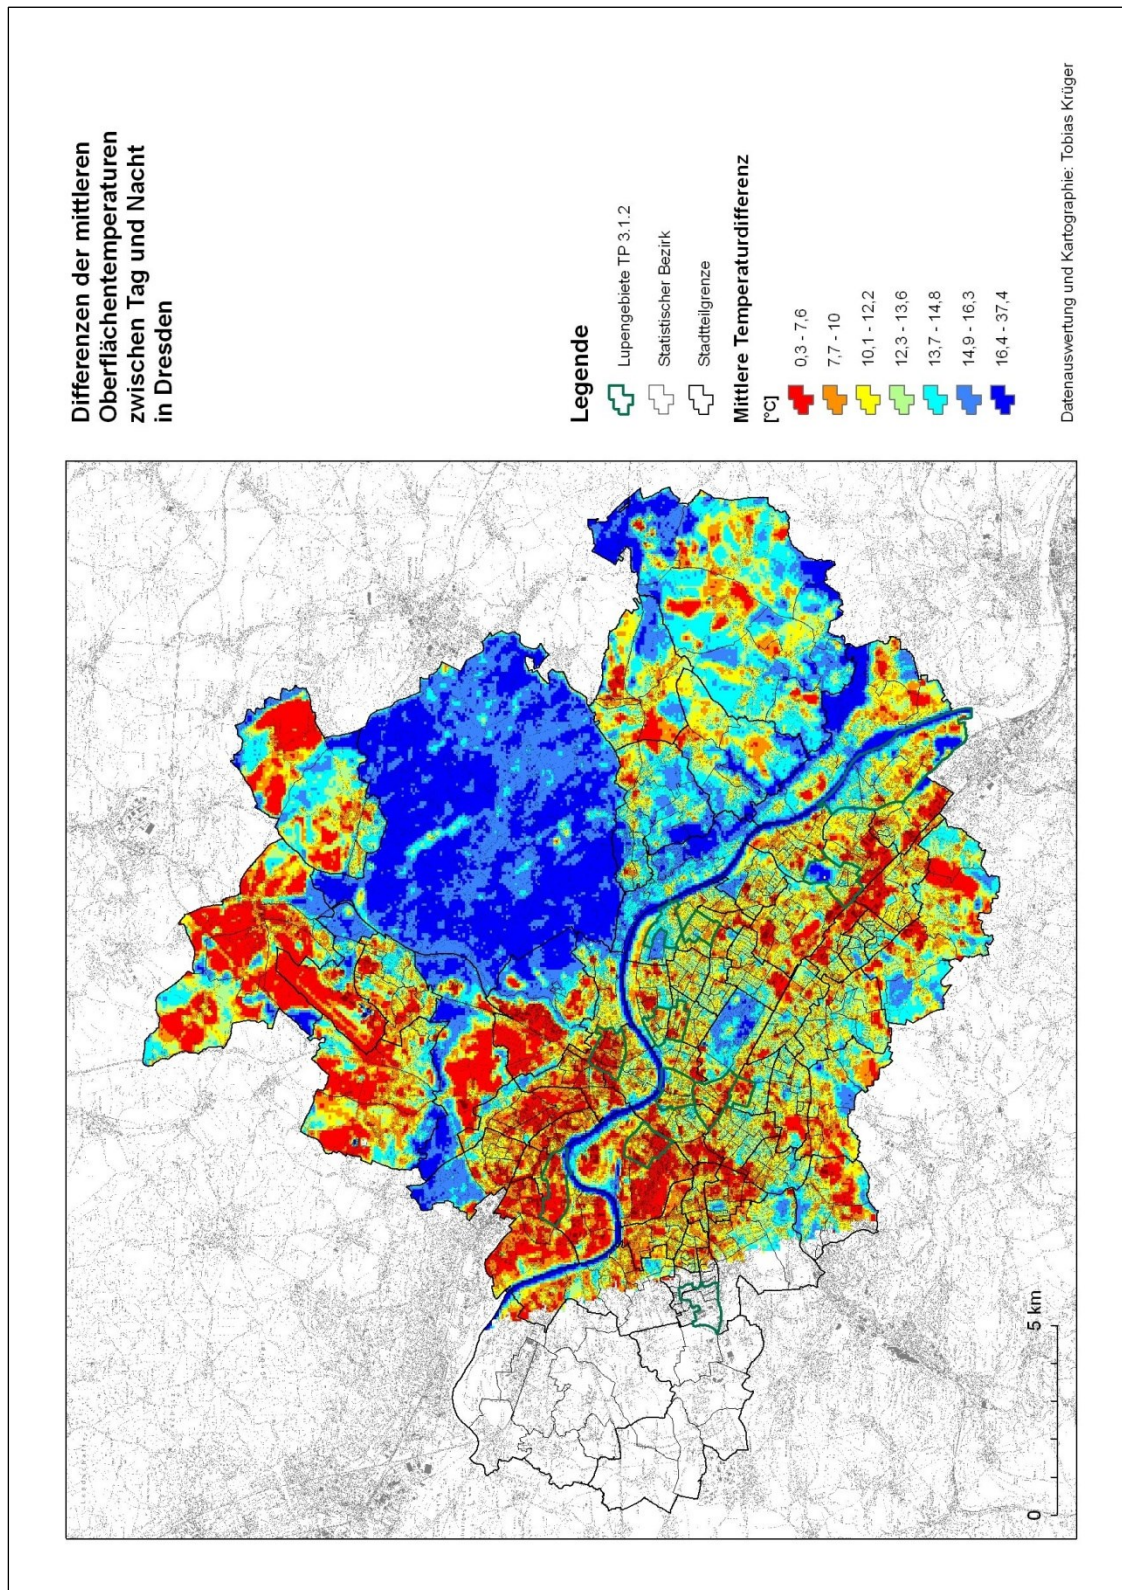 Differenzen der mittleren
Oberflächentemperaturen
zwischen Tag und Nacht
in Dresden
Legende
Lupengebiete TP 3.1.2
Statistischer Bezirk
Stadtteilgrenze
Mittlere Temperaturdifferenz
[°C]
0,3 - 7,6
7,7 - 10
10,1 - 12,2
12,3 - 13,6
13,7 - 14,8
14,9 - 16,3
16,4 - 37,4
Datenauswertung und Kartographie: Tobias Krüger
0 5 km